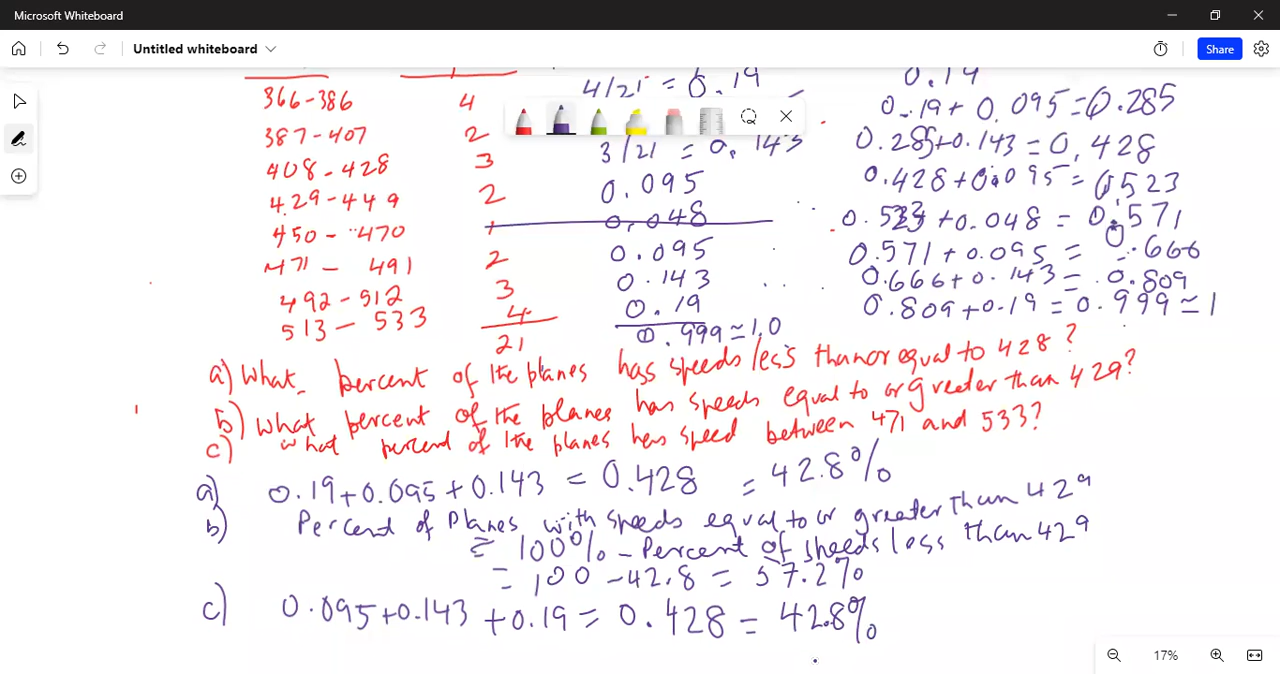 Microsoft Whiteboard
Untitled whiteboard
Share
366-386 4 4/21 = 0.19 0.19
387-407 2 0.19 + 0.095 = 0.285
408-428 3 3/21 = 0.143 0.285+0.143 = 0.428
429-449 2 0.095 0.428+0.095 = 0.523
450-470 1 0.048 0.523 +0.048 = 0.571
471 - 491 2 0.095 0.571 + 0.095 = 0.666
492-512 3 0.143 0.666+0.143 = 0.809
513 - 533 4 0.19 0.809+0.19 = 0.999 ≃ 1
21 0.999 ≃ 1.0
a) What percent of the planes has speeds less than or equal to 428?
b) What percent of the planes has speeds equal to or greater than 429?
c) what percent of the planes has speed between 471 and 533?
a) 0.19+0.095+0.143 = 0.428 = 42.8%
b) Percent of planes with speeds equal to or greater than 429
= 100% - Percent of speeds less than 429
= 100 - 42.8 = 57.2%
c) 0.095+0.143 + 0.19 = 0.428 = 42.8%
17%